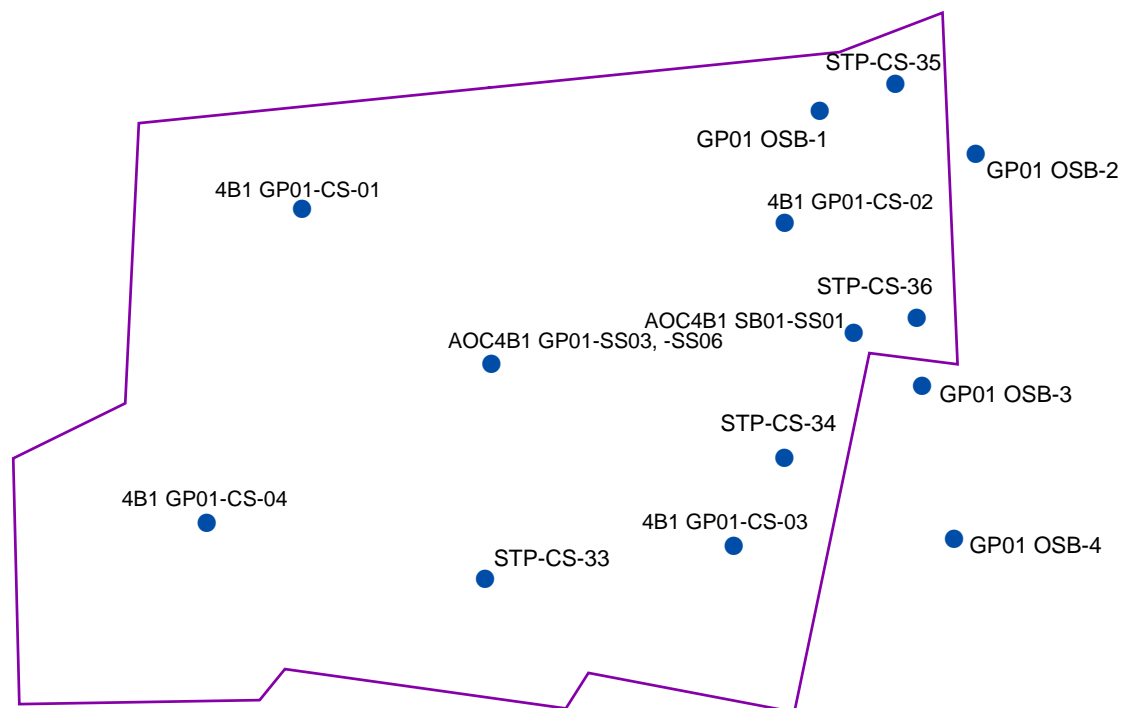 STP-CS-35
GP01 OSB-1
GP01 OSB-2
4B1 GP01-CS-01
4B1 GP01-CS-02
STP-CS-36
AOC4B1 SB01-SS01
AOC4B1 GP01-SS03, -SS06
GP01 OSB-3
STP-CS-34
4B1 GP01-CS-04
4B1 GP01-CS-03
GP01 OSB-4
STP-CS-33